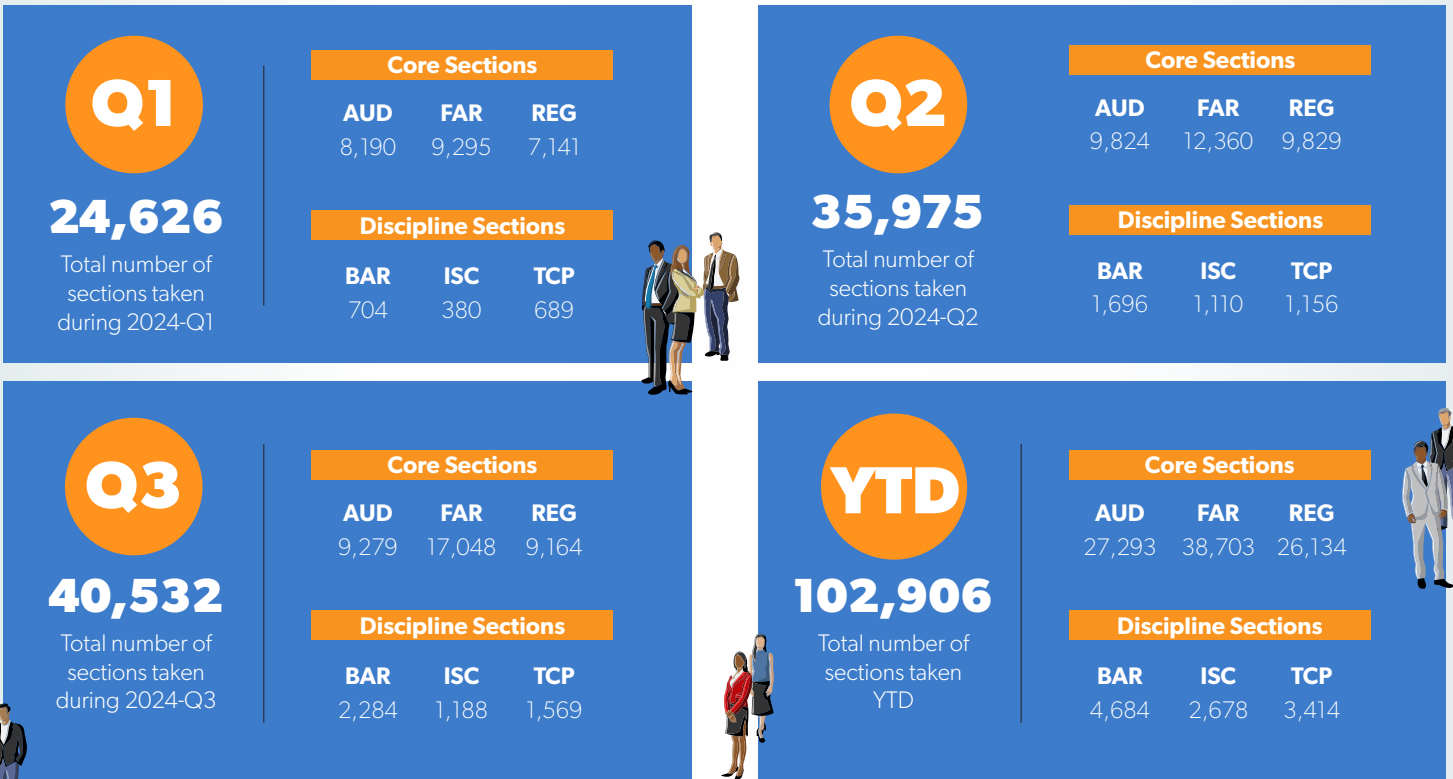 Q1
24,626
Total number of
sections taken
during 2024-Q1
Core Sections
AUD FAR REG
8,190 9,295 7,141
Discipline Sections
BAR ISC TCP
704 380 689
Q2
35,975
Total number of
sections taken
during 2024-Q2
Core Sections
AUD FAR REG
9,824 12,360 9,829
Discipline Sections
BAR ISC TCP
1,696 1,110 1,156
Q3
40,532
Total number of
sections taken
during 2024-Q3
Core Sections
AUD FAR REG
9,279 17,048 9,164
Discipline Sections
BAR ISC TCP
2,284 1,188 1,569
YTD
102,906
Total number of
sections taken
YTD
Core Sections
AUD FAR REG
27,293 38,703 26,134
Discipline Sections
BAR ISC TCP
4,684 2,678 3,414